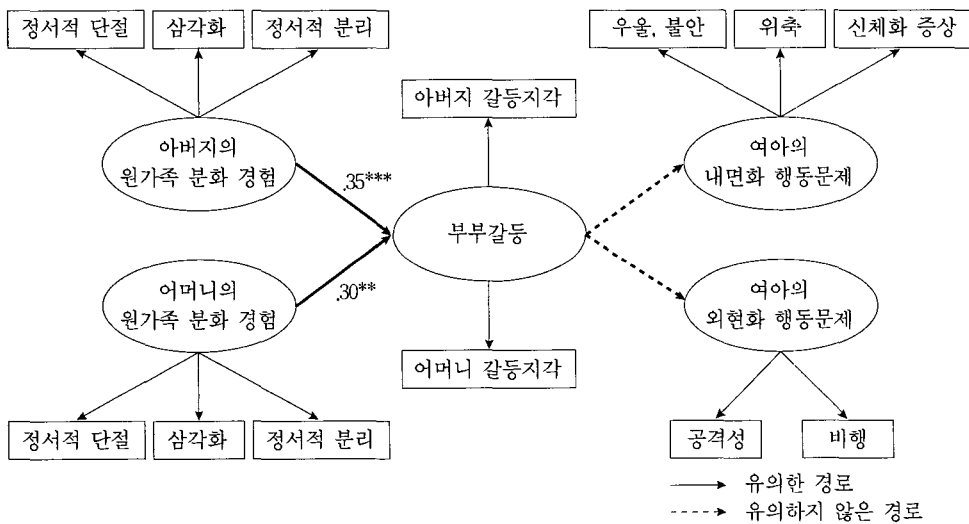 정서적 단절
삼각화
정서적 분리
우울, 불안
위축
신체화 증상
아버지 갈등지각
아버지의
원가족 분화 경험
여아의
내면화 행동문제
.35***
부부갈등
어머니의
원가족 분화 경험
.30**
여아의
외현화 행동문제
어머니 갈등지각
정서적 단절
삼각화
정서적 분리
공격성
비행
유의한 경로
유의하지 않은 경로